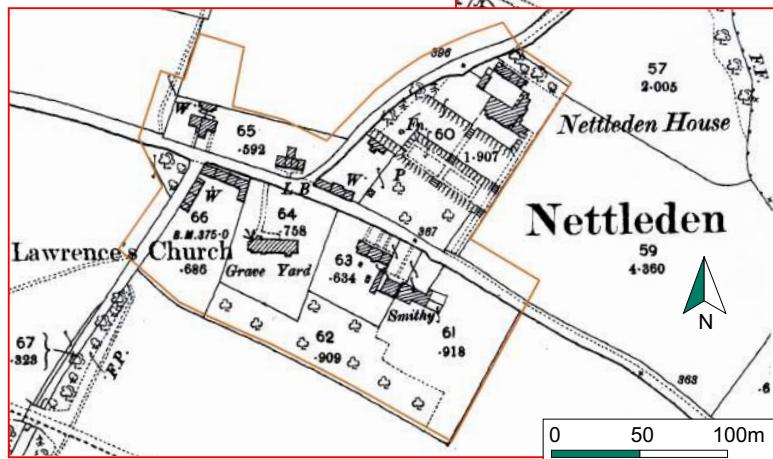 396
57
2·005
F.F.
W
65
·592
Fn.
60
1·907
Nettleden House
L B
W
P
Nettleden
W
66
B.M.375·0
·686
64
·758
Lawrence's Church
Grave Yard
63
·634
367
59
4·360
N
Smithy
67
·323
F.P.
62
·909
61
·918
363
·6
0 50 100m